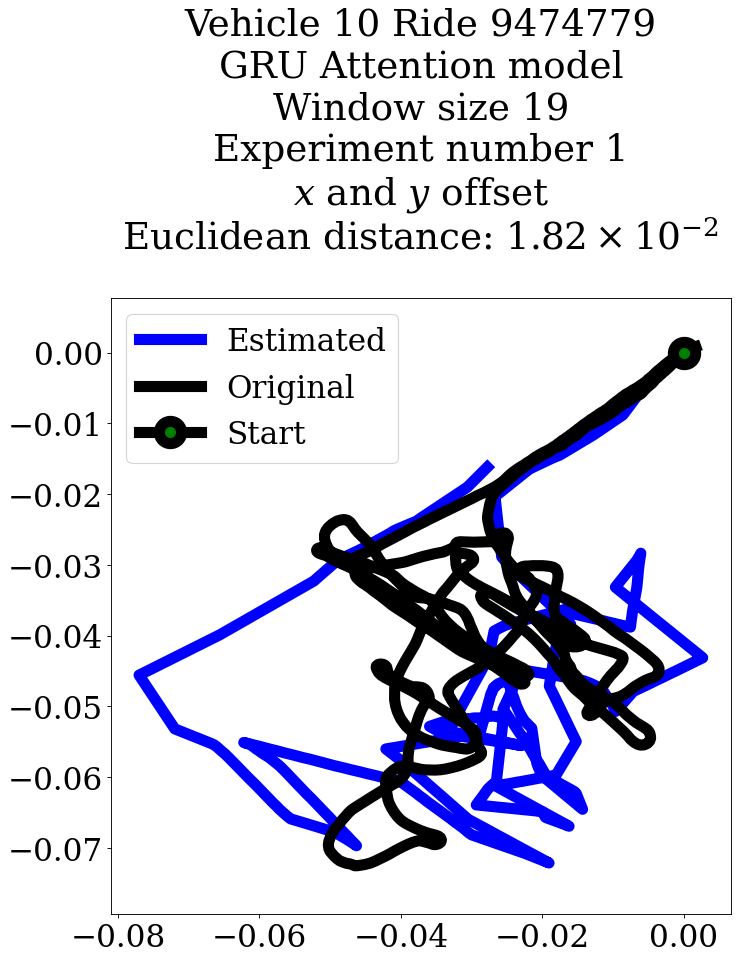 Vehicle 10 Ride 9474779
GRU Attention model
Window size 19
Experiment number 1
x and y offset
Euclidean distance: 1.82 × 10⁻²
Estimated
Original
Start
0.00
−0.01
−0.02
−0.03
−0.04
−0.05
−0.06
−0.07
−0.08 −0.06 −0.04 −0.02 0.00